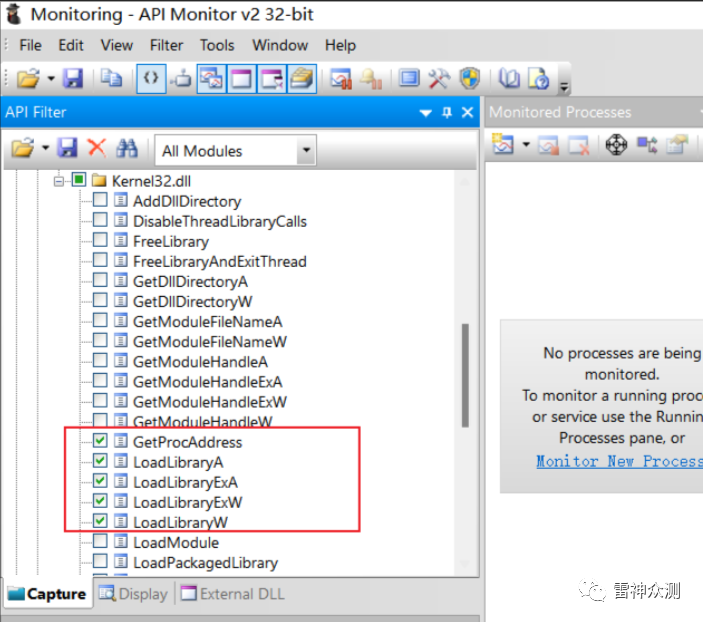 Monitoring - API Monitor v2 32-bit
File Edit View Filter Tools Window Help
API Filter
Monitored Processes
All Modules
Kernel32.dll
AddDllDirectory
DisableThreadLibraryCalls
FreeLibrary
FreeLibraryAndExitThread
GetDllDirectoryA
GetDllDirectoryW
GetModuleFileNameA
GetModuleFileNameW
GetModuleHandleA
GetModuleHandleExA
GetModuleHandleExW
GetModuleHandleW
GetProcAddress
LoadLibraryA
LoadLibraryExA
LoadLibraryExW
LoadLibraryW
LoadModule
LoadPackagedLibrary
No processes are being
monitored.
To monitor a running proc
or service use the Runnin
Processes pane, or
Monitor New Process
Capture Display External DLL
雷神众测